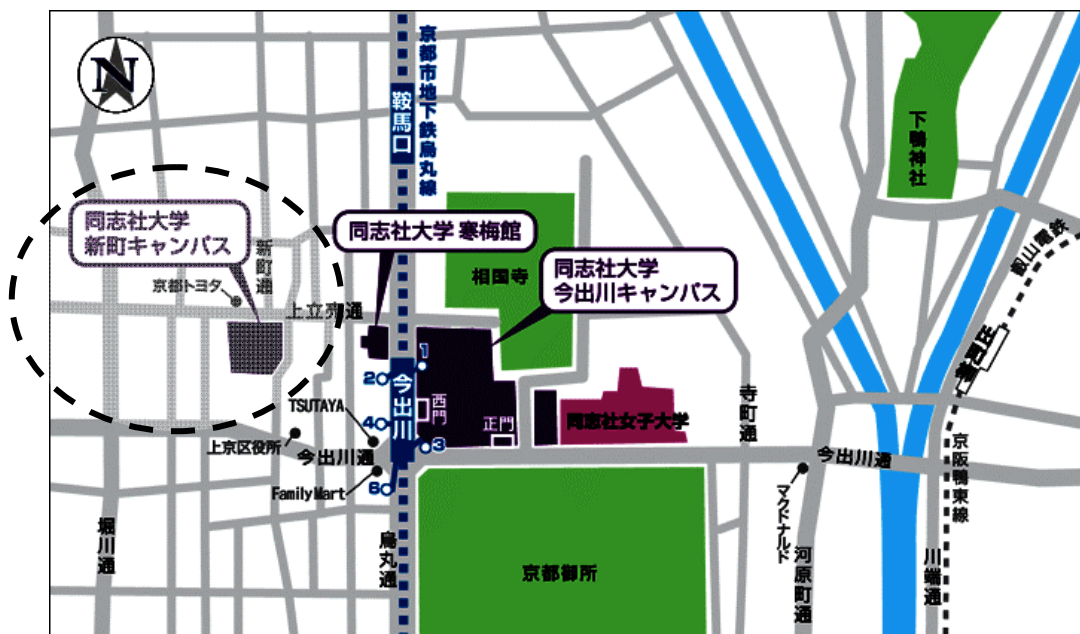 N
京都市地下鉄烏丸線
鞍馬口
下鴨神社
同志社大学
新町キャンパス
新町通
京都トヨタ
上立売通
同志社大学 寒梅館
相国寺
同志社大学
今出川キャンパス
叡山電鉄
1
2
今出川
西門
正門
4
3
6
TSUTAYA
上京区役所
今出川通
FamilyMart
同志社女子大学
寺町通
今出川通
マクドナルド
京阪鴨東線
堀川通
烏丸通
京都御所
河原町通
川端通